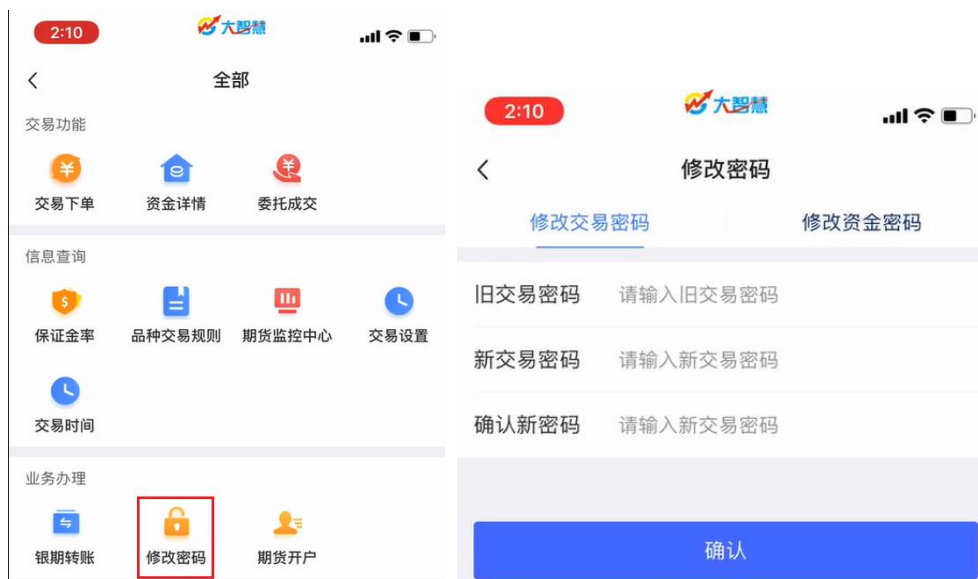 2:10
大智慧
全部
交易功能
交易下单 资金详情 委托成交
信息查询
保证金率 品种交易规则 期货监控中心 交易设置
交易时间
业务办理
银期转账 修改密码 期货开户
2:10
大智慧
修改密码
修改交易密码 修改资金密码
旧交易密码 请输入旧交易密码
新交易密码 请输入新交易密码
确认新密码 请输入新交易密码
确认